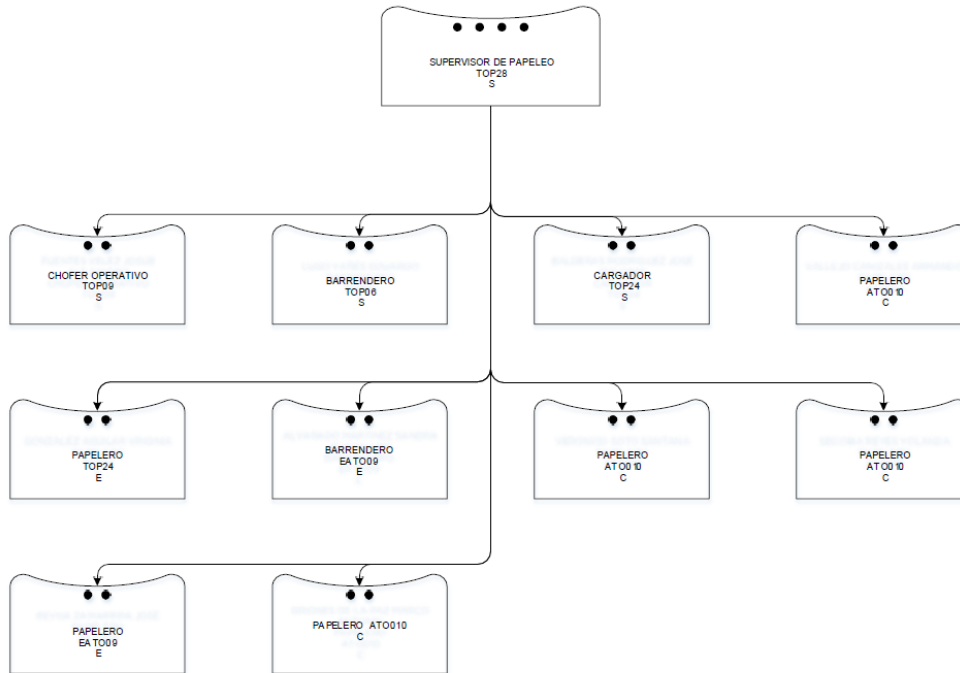 SUPERVISOR DE PAPELEO
TOP28
S
CHOFER OPERATIVO
TOP09
S
BARRENDERO
TOP06
S
CARGADOR
TOP24
S
PAPELERO
ATO010
C
PAPELERO
TOP24
E
BARRENDERO
EATO09
E
PAPELERO
ATO010
C
PAPELERO
ATO010
C
PAPELERO
EATO09
E
PAPELERO ATO010
C